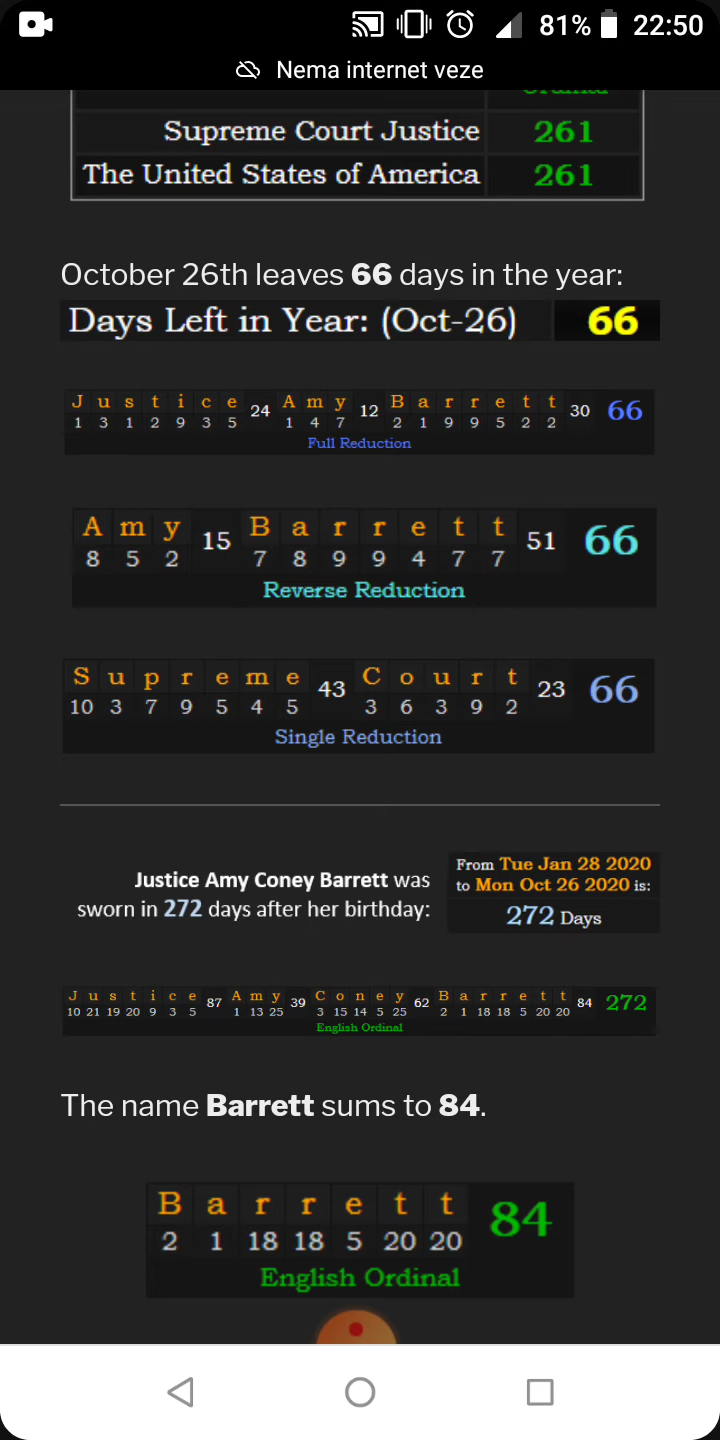 81% 22:50
Nema internet veze
Supreme Court Justice 261
The United States of America 261
October 26th leaves 66 days in the year:
Days Left in Year: (Oct-26) 66
J u s t i c e 24 A m y 12 B a r r e t t 30 66
1 3 1 2 9 3 5 1 4 7 2 1 9 9 5 2 2
Full Reduction
A m y 15 B a r r e t t 51 66
8 5 2 7 8 9 9 4 7 7
Reverse Reduction
S u p r e m e 43 C o u r t 23 66
10 3 7 9 5 4 5 3 6 3 9 2
Single Reduction
Justice Amy Coney Barrett was
sworn in 272 days after her birthday:
From Tue Jan 28 2020
to Mon Oct 26 2020 is:
272 Days
J u s t i c e 87 A m y 39 C o n e y 62 B a r r e t t 84 272
10 21 19 20 9 3 5 1 13 25 3 15 14 5 25 2 1 18 18 5 20 20
English Ordinal
The name Barrett sums to 84.
B a r r e t t 84
2 1 18 18 5 20 20
English Ordinal